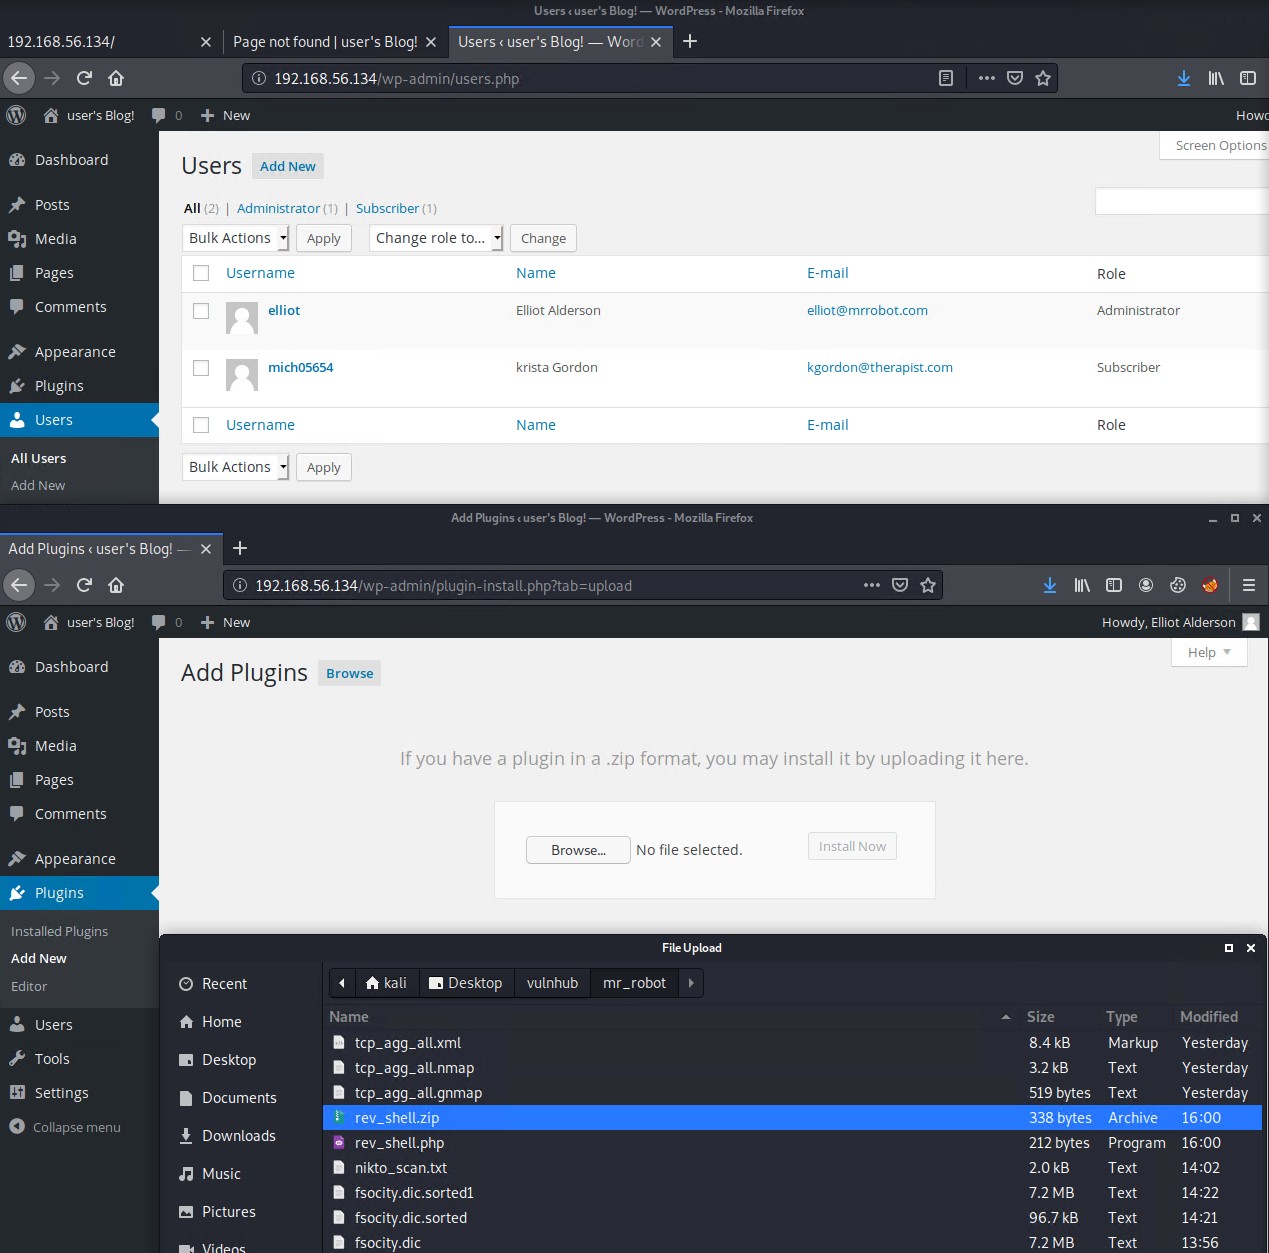 Users ‹ user's Blog! — WordPress - Mozilla Firefox
192.168.56.134/ Page not found | user's Blog! Users ‹ user's Blog! — Word
192.168.56.134/wp-admin/users.php
user's Blog! 0 New Howd
Dashboard
Posts
Media
Pages
Comments
Appearance
Plugins
Users
All Users
Add New
Users Add New
Screen Options
All (2) | Administrator (1) | Subscriber (1)
Bulk Actions Apply Change role to... Change
Username Name E-mail Role
elliot Elliot Alderson elliot@mrrobot.com Administrator
mich05654 krista Gordon kgordon@therapist.com Subscriber
Username Name E-mail Role
Bulk Actions Apply
Add Plugins ‹ user's Blog! — WordPress - Mozilla Firefox
Add Plugins ‹ user's Blog! —
192.168.56.134/wp-admin/plugin-install.php?tab=upload
user's Blog! 0 New Howdy, Elliot Alderson
Dashboard
Posts
Media
Pages
Comments
Appearance
Plugins
Installed Plugins
Add New
Editor
Users
Tools
Settings
Collapse menu
Help
Add Plugins Browse
If you have a plugin in a .zip format, you may install it by uploading it here.
Browse... No file selected. Install Now
File Upload
Recent
Home
Desktop
Documents
Downloads
Music
Pictures
Videos
kali Desktop vulnhub mr_robot
Name Size Type Modified
tcp_agg_all.xml 8.4 kB Markup Yesterday
tcp_agg_all.nmap 3.2 kB Text Yesterday
tcp_agg_all.gnmap 519 bytes Text Yesterday
rev_shell.zip 338 bytes Archive 16:00
rev_shell.php 212 bytes Program 16:00
nikto_scan.txt 2.0 kB Text 14:02
fsocity.dic.sorted1 7.2 MB Text 14:22
fsocity.dic.sorted 96.7 kB Text 14:21
fsocity.dic 7.2 MB Text 13:56